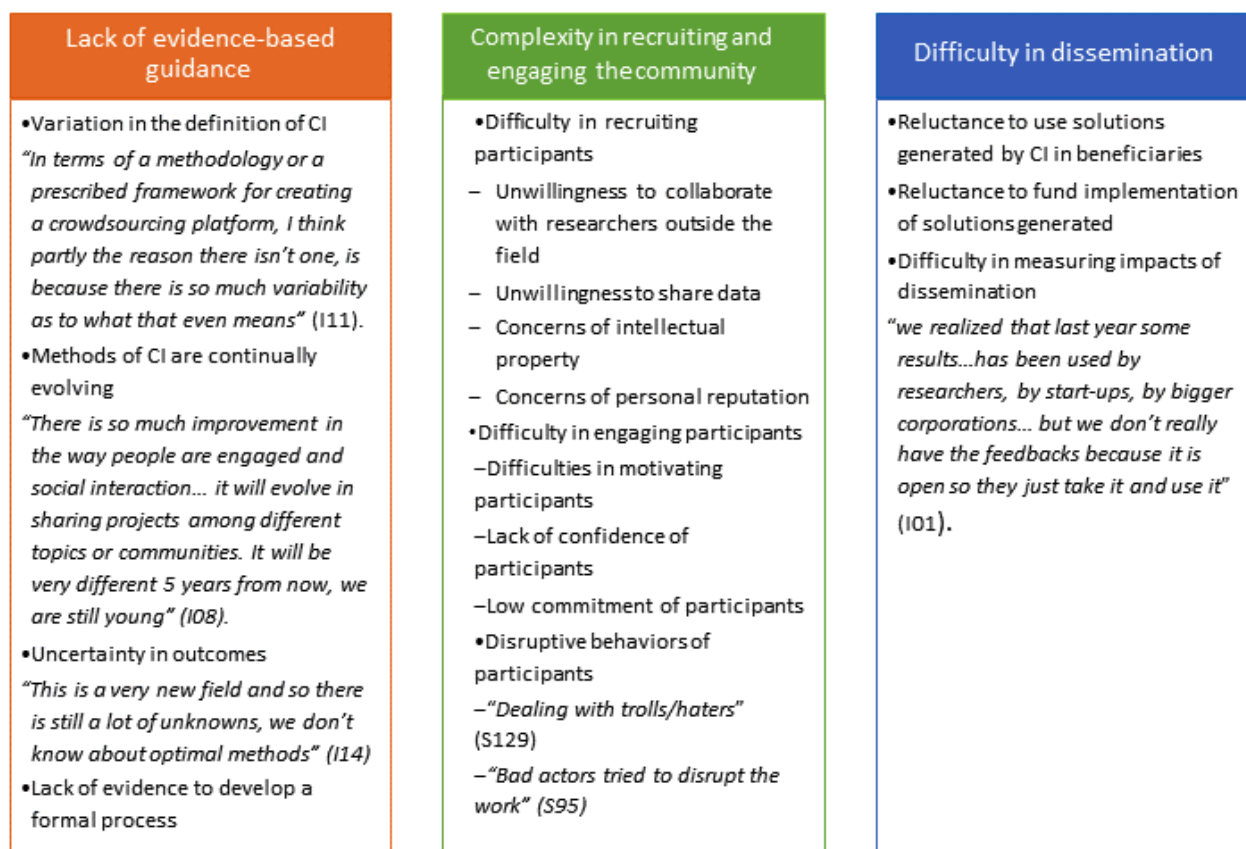 Lack of evidence-based
guidance
•Variation in the definition of CI
“In terms of a methodology or a
prescribed framework for creating
a crowdsourcing platform, I think
partly the reason there isn’t one, is
because there is so much variability
as to what that even means” (I11).
•Methods of CI are continually
evolving
“There is so much improvement in
the way people are engaged and
social interaction... it will evolve in
sharing projects among different
topics or communities. It will be
very different 5 years from now, we
are still young” (I08).
•Uncertainty in outcomes
“This is a very new field and so there
is still a lot of unknowns, we don’t
know about optimal methods” (I14)
•Lack of evidence to develop a
formal process
Complexity in recruiting and
engaging the community
•Difficulty in recruiting
participants
– Unwillingness to collaborate
with researchers outside the
field
– Unwillingness to share data
– Concerns of intellectual
property
– Concerns of personal reputation
•Difficulty in engaging participants
–Difficulties in motivating
participants
–Lack of confidence of
participants
–Low commitment of participants
•Disruptive behaviors of
participants
–“Dealing with trolls/haters”
(S129)
–“Bad actors tried to disrupt the
work” (S95)
Difficulty in dissemination
•Reluctance to use solutions
generated by CI in beneficiaries
•Reluctance to fund implementation
of solutions generated
•Difficulty in measuring impacts of
dissemination
“we realized that last year some
results...has been used by
researchers, by start-ups, by bigger
corporations... but we don’t really
have the feedbacks because it is
open so they just take it and use it”
(I01).